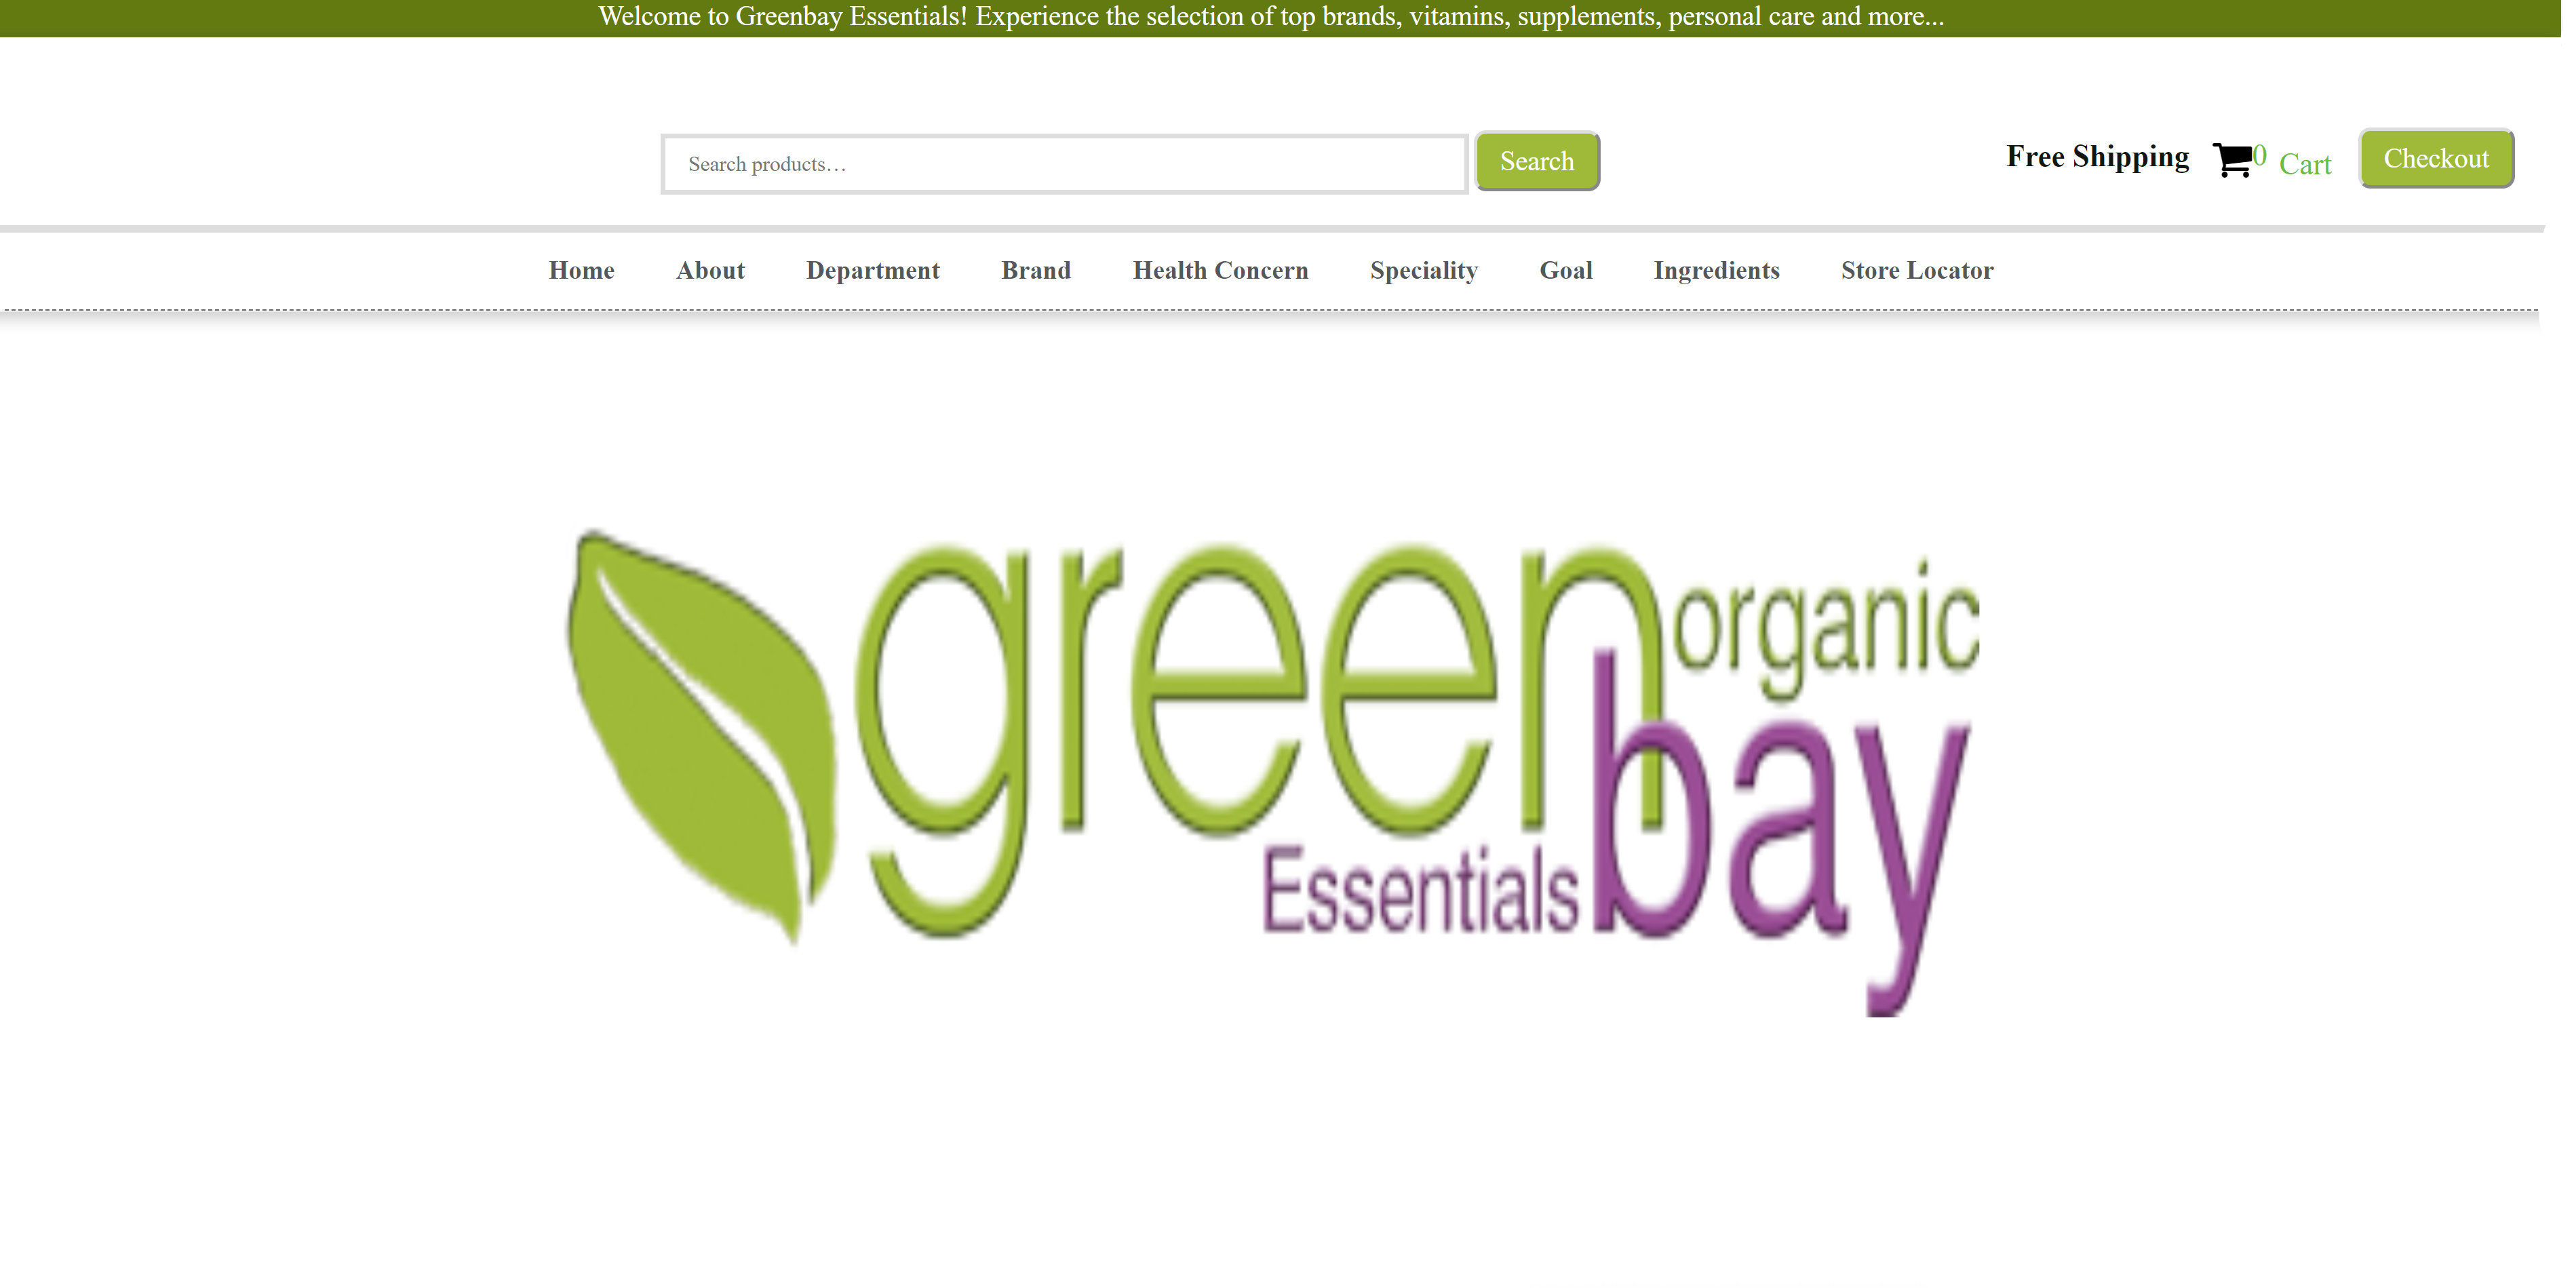 Welcome to Greenbay Essentials! Experience the selection of top brands, vitamins, supplements, personal care and more...
Search products…
Search
Free Shipping
0
Cart
Checkout
Home About Department Brand Health Concern Speciality Goal Ingredients Store Locator
green
organic
Essentials
bay